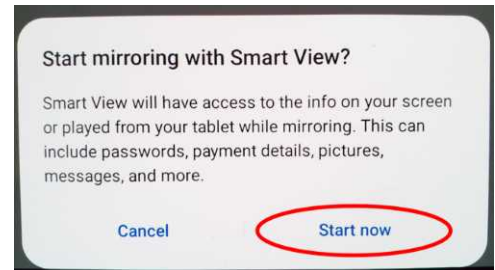 Start mirroring with Smart View?
Smart View will have access to the info on your screen
or played from your tablet while mirroring. This can
include passwords, payment details, pictures,
messages, and more.
Cancel Start now